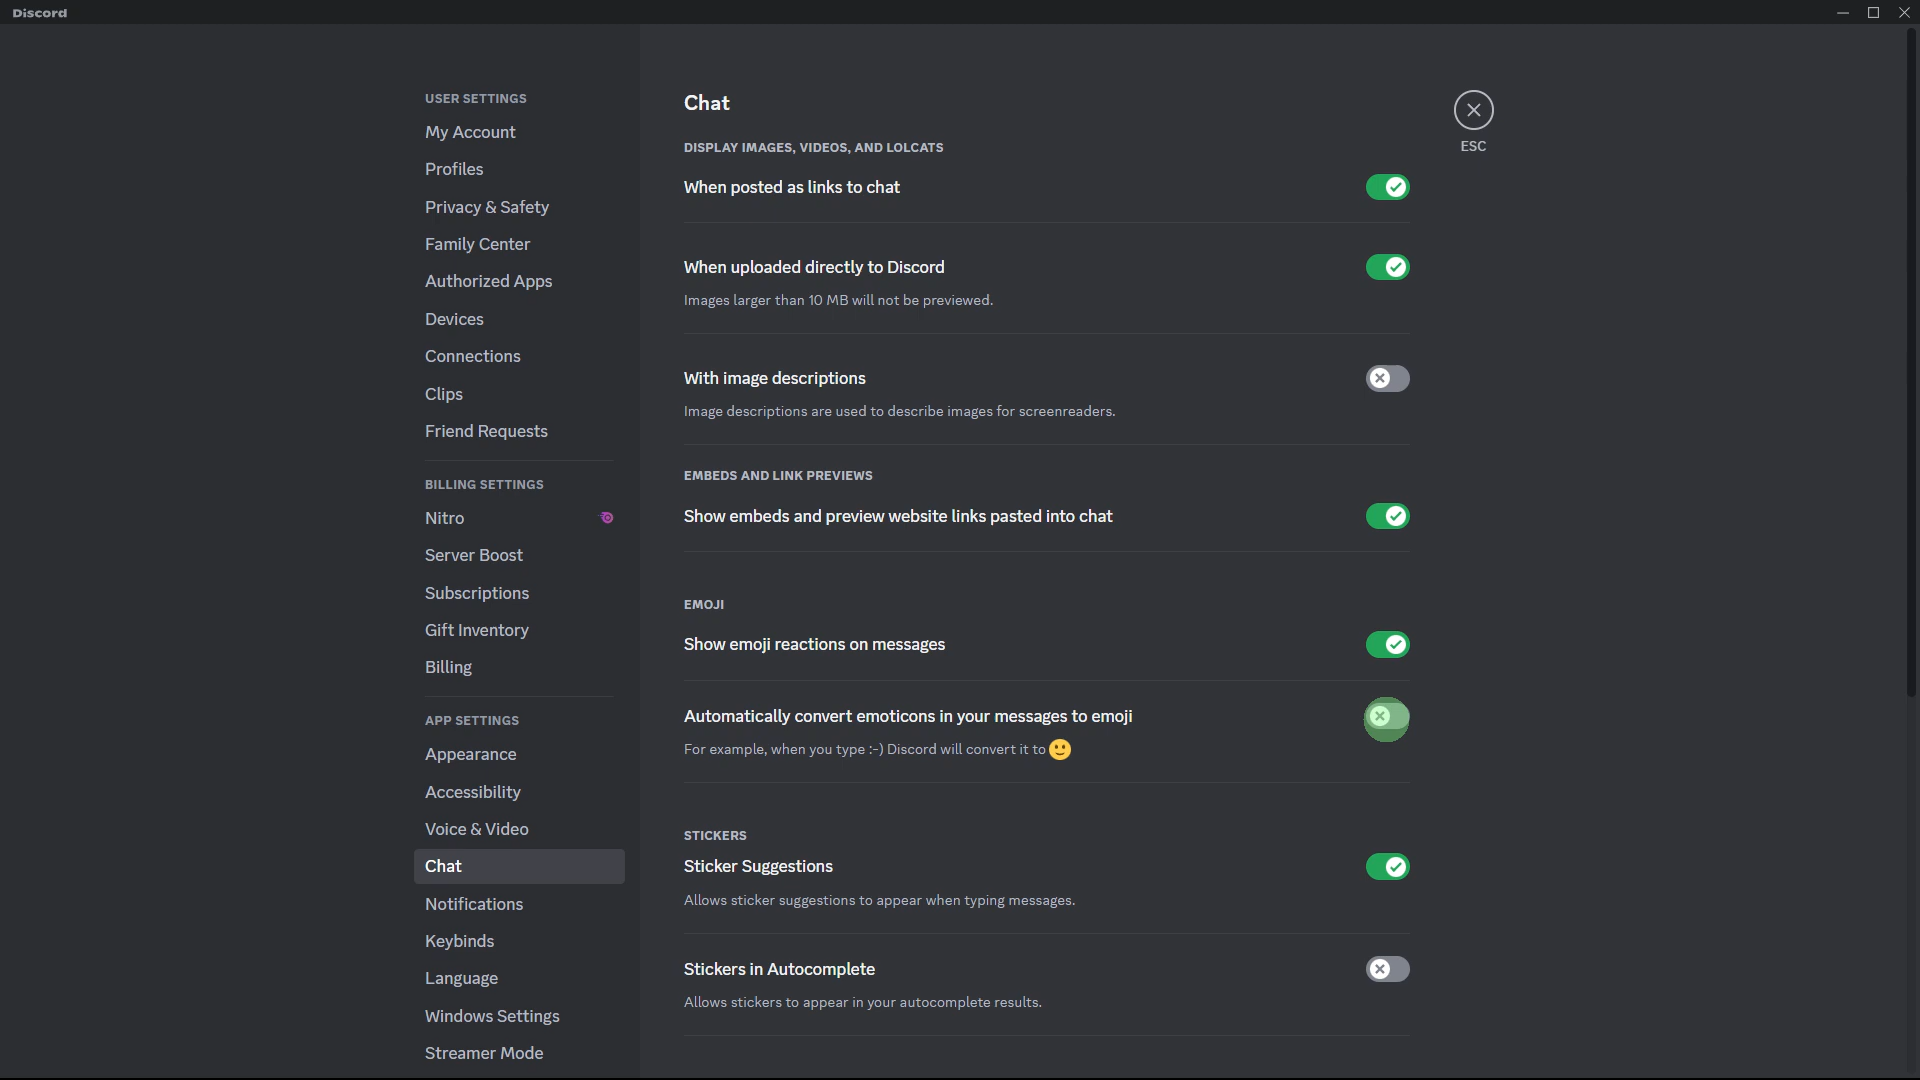 Discord
USER SETTINGS
My Account
Profiles
Privacy & Safety
Family Center
Authorized Apps
Devices
Connections
Clips
Friend Requests
BILLING SETTINGS
Nitro
Server Boost
Subscriptions
Gift Inventory
Billing
APP SETTINGS
Appearance
Accessibility
Voice & Video
Chat
Notifications
Keybinds
Language
Windows Settings
Streamer Mode
Chat
DISPLAY IMAGES, VIDEOS, AND LOLCATS
When posted as links to chat
When uploaded directly to Discord
Images larger than 10 MB will not be previewed.
With image descriptions
Image descriptions are used to describe images for screenreaders.
EMBEDS AND LINK PREVIEWS
Show embeds and preview website links pasted into chat
EMOJI
Show emoji reactions on messages
Automatically convert emoticons in your messages to emoji
For example, when you type :-) Discord will convert it to 🙂
STICKERS
Sticker Suggestions
Allows sticker suggestions to appear when typing messages.
Stickers in Autocomplete
Allows stickers to appear in your autocomplete results.
ESC